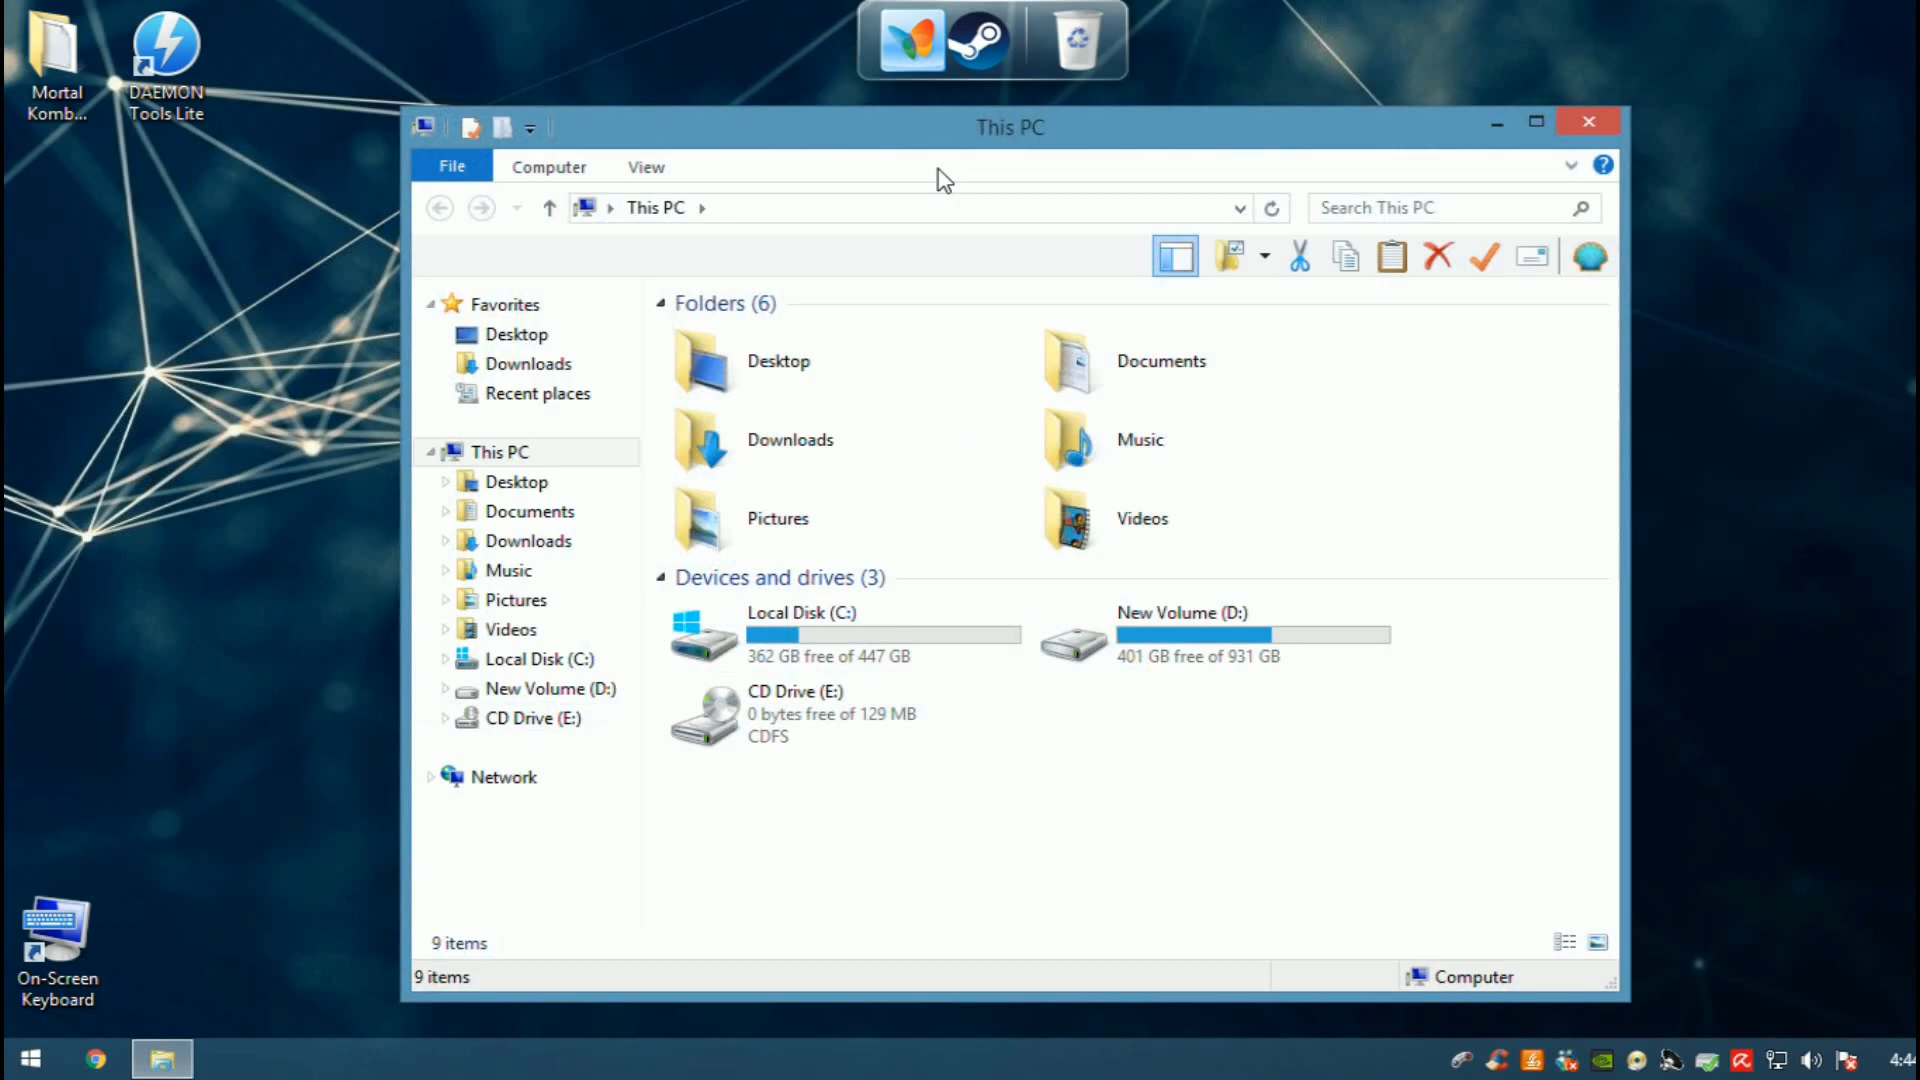 Mortal
Komb...
DAEMON
Tools Lite
This PC
File
Computer
View
This PC
Search This PC
Favorites
Desktop
Downloads
Recent places
This PC
Desktop
Documents
Downloads
Music
Pictures
Videos
Local Disk (C:)
New Volume (D:)
CD Drive (E:)
Network
Folders (6)
Desktop
Documents
Downloads
Music
Pictures
Videos
Devices and drives (3)
Local Disk (C:)
362 GB free of 447 GB
New Volume (D:)
401 GB free of 931 GB
CD Drive (E:)
0 bytes free of 129 MB
CDFS
9 items
9 items
Computer
On-Screen
Keyboard